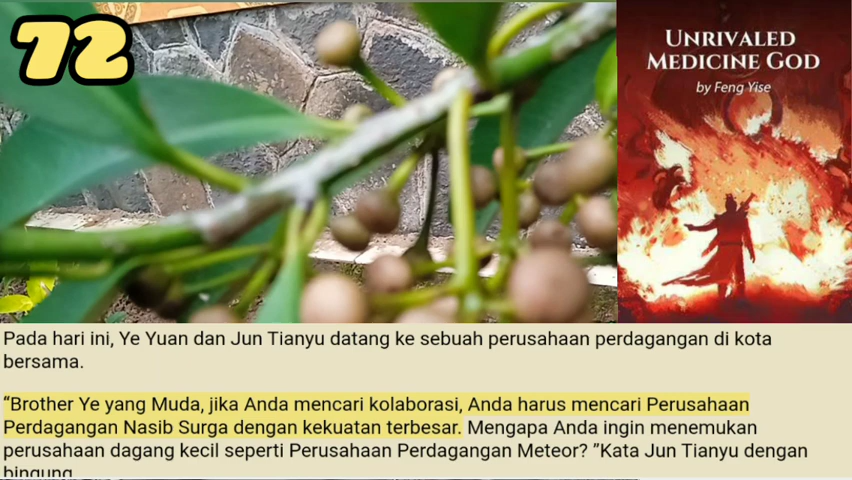 72
UNRIVALED
MEDICINE GOD
by Feng Yise
Pada hari ini, Ye Yuan dan Jun Tianyu datang ke sebuah perusahaan perdagangan di kota
bersama.
“Brother Ye yang Muda, jika Anda mencari kolaborasi, Anda harus mencari Perusahaan
Perdagangan Nasib Surga dengan kekuatan terbesar. Mengapa Anda ingin menemukan
perusahaan dagang kecil seperti Perusahaan Perdagangan Meteor? ”Kata Jun Tianyu dengan
bingung